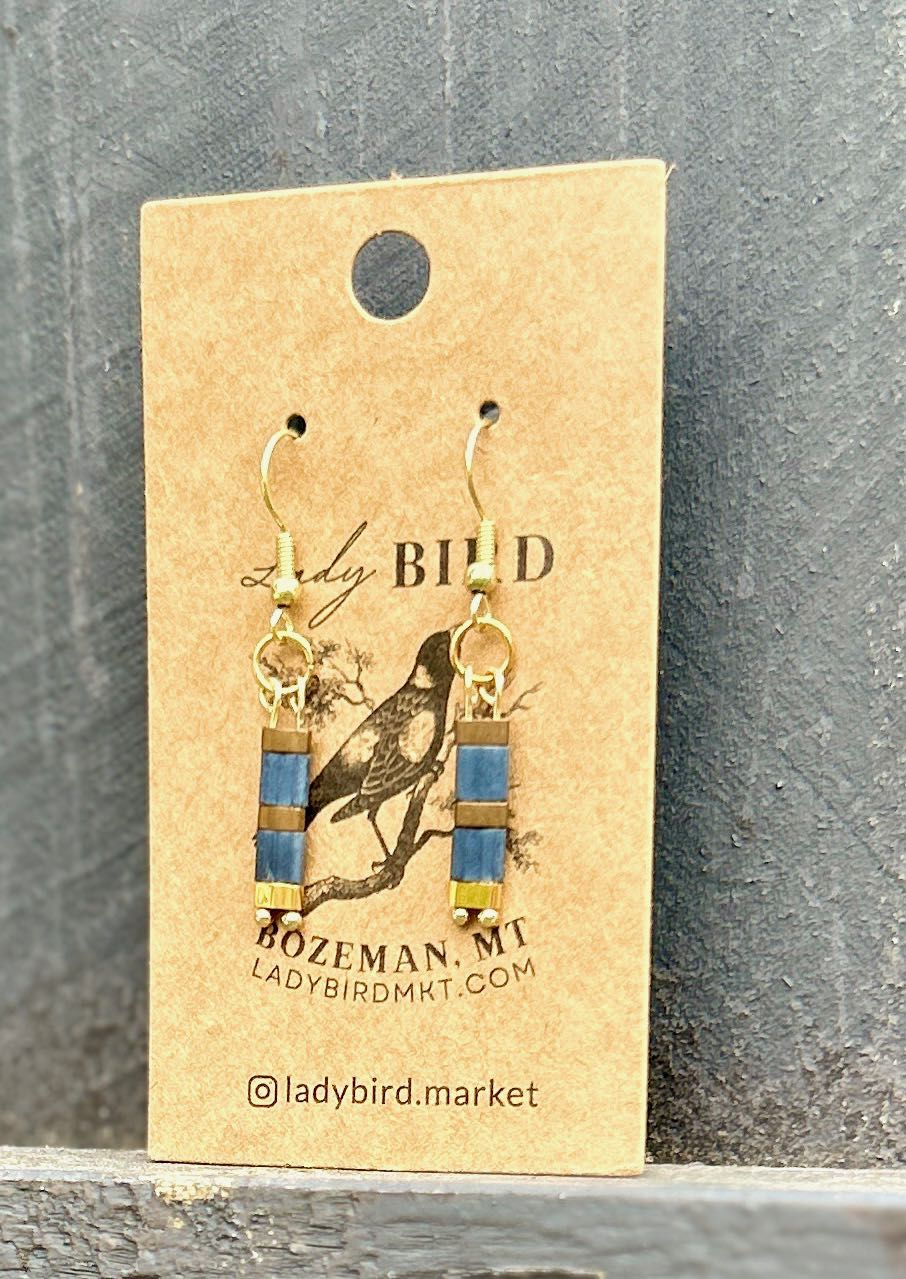 Lady BIRD
BOZEMAN, MT
LADYBIRDMKT.COM
ladybird.market